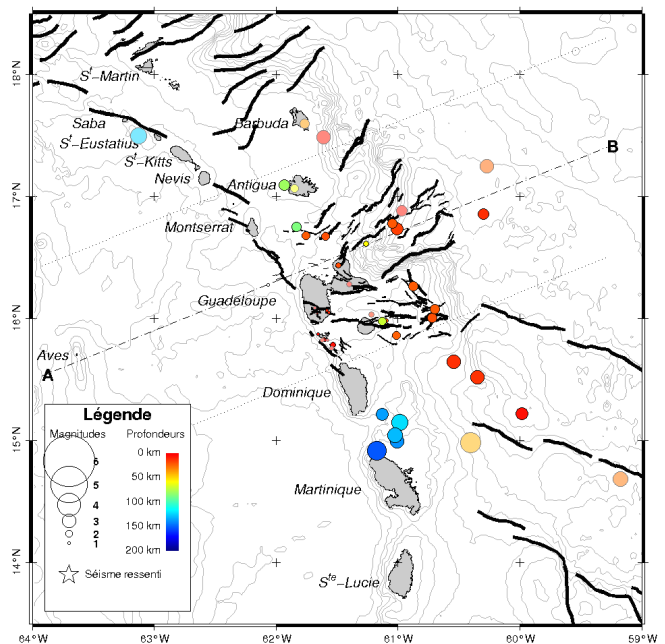 18°N
17°N
16°N
15°N
14°N
64°W
63°W
62°W
61°W
60°W
59°W
Sᵗ-Martin
Saba
Sᵗ-Eustatius
Sᵗ-Kitts
Nevis
Barbuda
Antigua
Montserrat
Guadeloupe
Aves
A
B
Dominique
Martinique
Sᵗᵉ-Lucie
Légende
Magnitudes
Profondeurs
6
5
4
3
2
1
0 km
50 km
100 km
150 km
200 km
Séisme ressenti